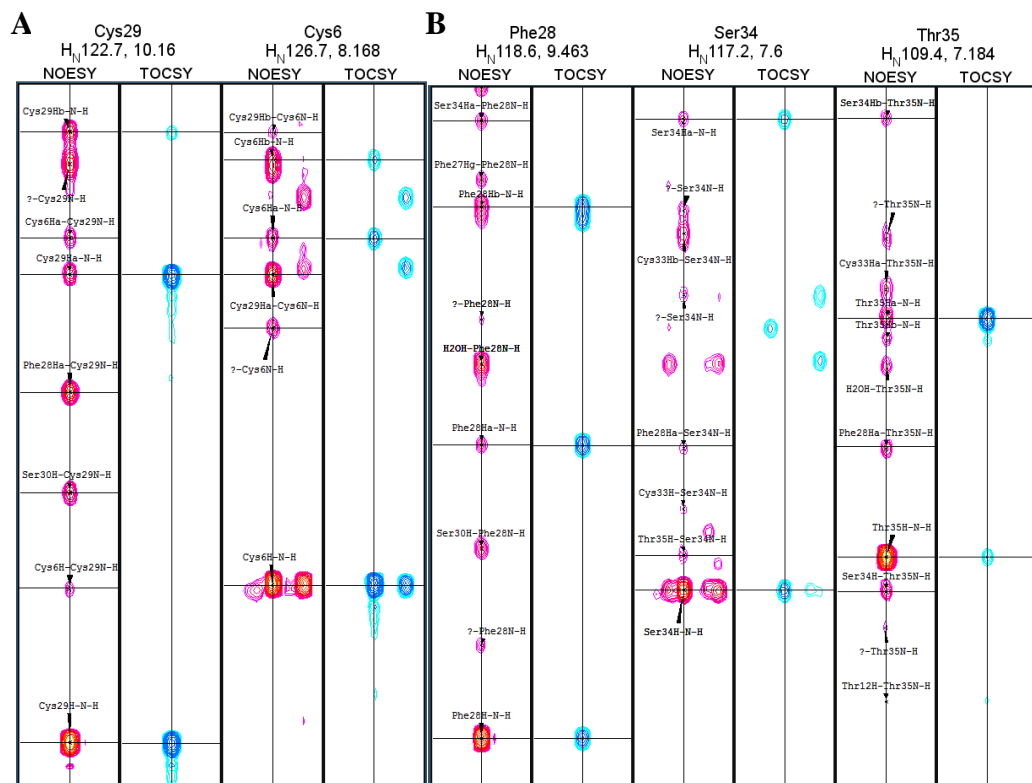 A
Cys29
HN122.7, 10.16
NOESY
TOCSY
Cys29Hb-N-H
?-Cys29N-H
Cys6Ha-Cys29N-H
Cys29Ha-N-H
Phe28Ha-Cys29N-H
Ser30H-Cys29N-H
Cys6H-Cys29N-H
Cys29H-N-H
Cys6
HN126.7, 8.168
NOESY
TOCSY
Cys29Hb-Cys6N-H
Cys6Hb-N-H
Cys6Ha-N-H
Cys29Ha-Cys6N-H
?-Cys6N-H
Cys6H-N-H
B
Phe28
HN118.6, 9.463
NOESY
TOCSY
Ser34Ha-Phe28N-H
Phe27Hg-Phe28N-H
Phe28Hb-N-H
?-Phe28N-H
H2OH-Phe28N-H
Phe28Ha-N-H
Ser30H-Phe28N-H
?-Phe28N-H
Phe28H-N-H
Ser34
HN117.2, 7.6
NOESY
TOCSY
Ser34Ha-N-H
?-Ser34N-H
Cys33Hb-Ser34N-H
?-Ser34N-H
Phe28Ha-Ser34N-H
Cys33H-Ser34N-H
Thr35H-Ser34N-H
Ser34H-N-H
Thr35
HN109.4, 7.184
NOESY
TOCSY
Ser34Hb-Thr35N-H
?-Thr35N-H
Cys33Ha-Thr35N-H
Thr35Ha-N-H
Thr35Hb-N-H
H2OH-Thr35N-H
Phe28Ha-Thr35N-H
Thr35H-N-H
Ser34H-Thr35N-H
?-Thr35N-H
Thr12H-Thr35N-H